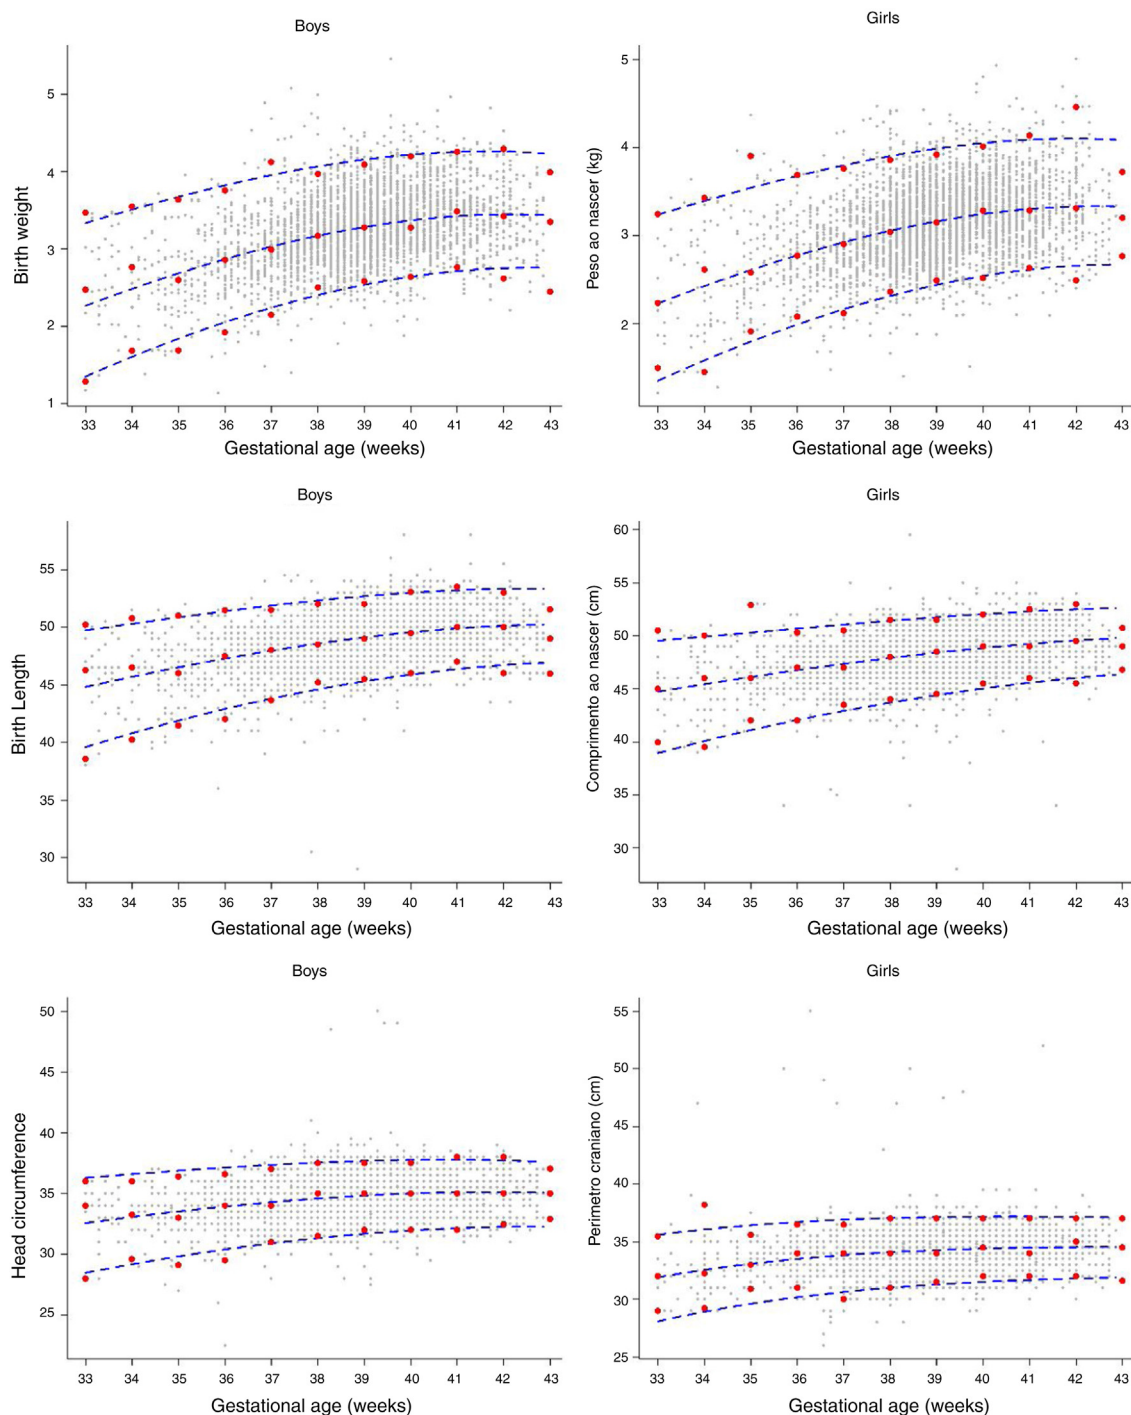 Boys
Birth weight
5
4
3
2
1
33 34 35 36 37 38 39 40 41 42 43
Gestational age (weeks)
Girls
Peso ao nascer (kg)
5
4
3
2
33 34 35 36 37 38 39 40 41 42 43
Gestational age (weeks)
Boys
Birth Length
55
50
45
40
35
30
33 34 35 36 37 38 39 40 41 42 43
Gestational age (weeks)
Girls
Comprimento ao naser (cm)
60
55
50
45
40
35
30
33 34 35 36 37 38 39 40 41 42 43
Gestational age (weeks)
Boys
Head circumference
50
45
40
35
30
25
33 34 35 36 37 38 39 40 41 42 43
Gestational age (weeks)
Girls
Perimetro craniano (cm)
55
50
45
40
35
30
25
33 34 35 36 37 38 39 40 41 42 43
Gestational age (weeks)